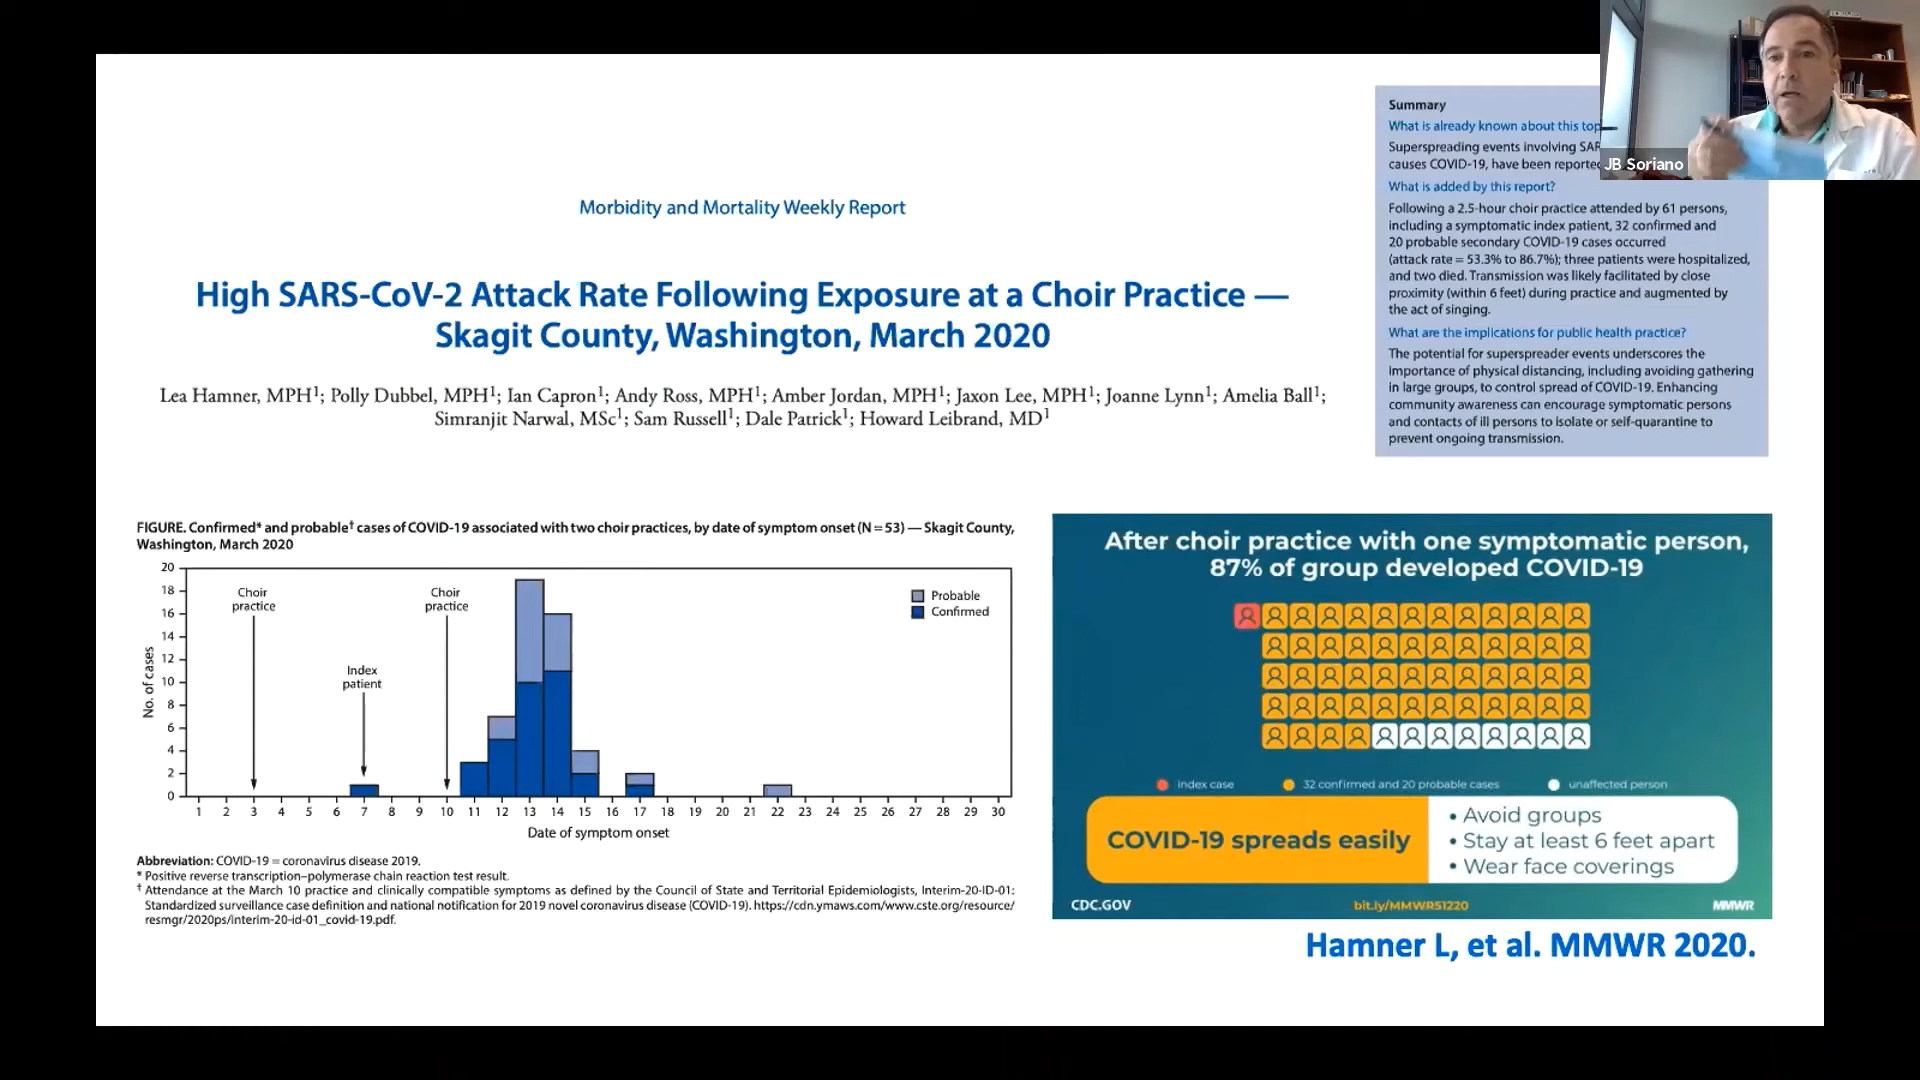 Morbidity and Mortality Weekly Report
High SARS-CoV-2 Attack Rate Following Exposure at a Choir Practice —
Skagit County, Washington, March 2020
Lea Hamner, MPH1; Polly Dubbel, MPH1; Ian Capron1; Andy Ross, MPH1; Amber Jordan, MPH1; Jaxon Lee, MPH1; Joanne Lynn1; Amelia Ball1;
Simranjit Narwal, MSc1; Sam Russell1; Dale Patrick1; Howard Leibrand, MD1
Summary
What is already known about this
Superspreading events involving
causes COVID-19, have been
What is added by this report?
Following a 2.5-hour choir practice attended by 61 persons,
including a symptomatic index patient, 32 confirmed and
20 probable secondary COVID-19 cases occurred
(attack rate = 53.3% to 86.7%); three patients were hospitalized,
and two died. Transmission was likely facilitated by close
proximity (within 6 feet) during practice and augmented by
the act of singing.
What are the implications for public health practice?
The potential for superspreader events underscores the
importance of physical distancing, including avoiding gathering
in large groups, to control spread of COVID-19. Enhancing
community awareness can encourage symptomatic persons
and contacts of ill persons to isolate or self-quarantine to
prevent ongoing transmission.
JB Soriano
FIGURE. Confirmed* and probable† cases of COVID-19 associated with two choir practices, by date of symptom onset (N = 53) — Skagit County,
Washington, March 2020
No. of cases
20
18
16
14
12
10
8
6
4
2
0
Choir
practice
Index
patient
Choir
practice
Probable
Confirmed
1 2 3 4 5 6 7 8 9 10 11 12 13 14 15 16 17 18 19 20 21 22 23 24 25 26 27 28 29 30
Date of symptom onset
Abbreviation: COVID-19 = coronavirus disease 2019.
* Positive reverse transcription–polymerase chain reaction test result.
† Attendance at the March 10 practice and clinically compatible symptoms as defined by the Council of State and Territorial Epidemiologists, Interim-20-ID-01:
Standardized surveillance case definition and national notification for 2019 novel coronavirus disease (COVID-19). https://cdn.ymaws.com/www.cste.org/resource/
resmgr/2020ps/interim-20-id-01_covid-19.pdf.
After choir practice with one symptomatic person,
87% of group developed COVID-19
index case
32 confirmed and 20 probable cases
unaffected person
COVID-19 spreads easily
• Avoid groups
• Stay at least 6 feet apart
• Wear face coverings
CDC.GOV
bit.ly/MMWR51220
MMWR
Hamner L, et al. MMWR 2020.